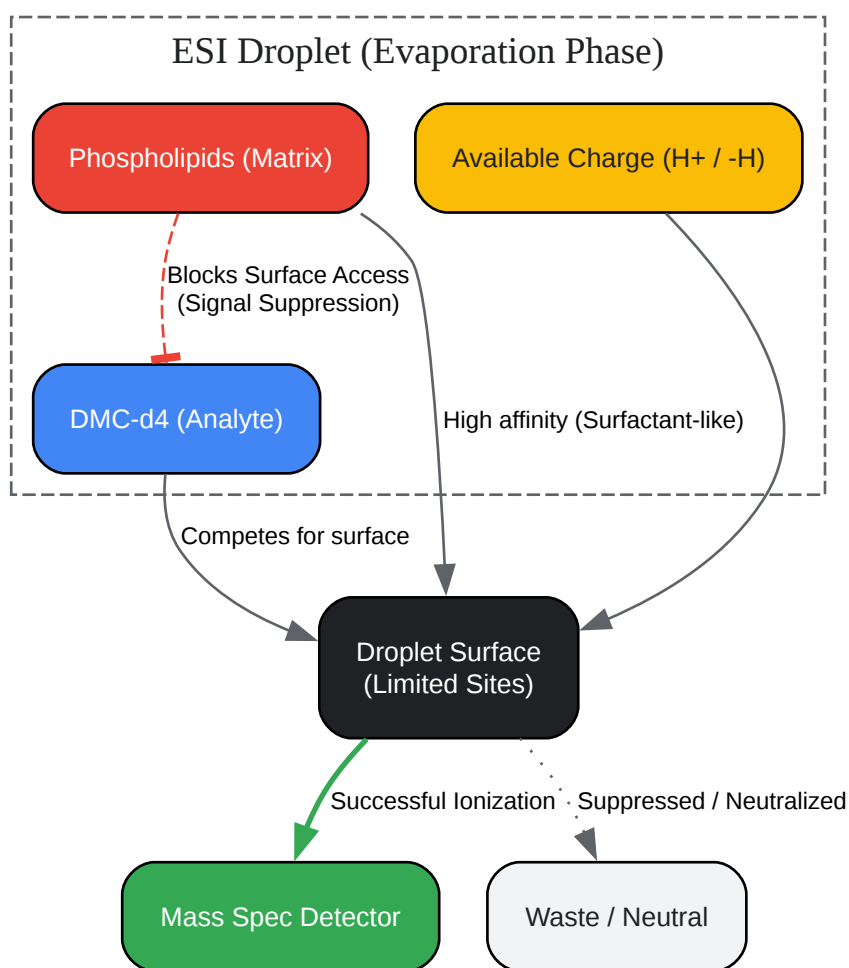 ESI Droplet (Evaporation Phase)
Phospholipids (Matrix)
Available Charge (H+ / -H)
Blocks Surface Access
(Signal Suppression)
DMC-d4 (Analyte)
High affinity (Surfactant-like)
Competes for surface
Droplet Surface
(Limited Sites)
Successful Ionization
Suppressed / Neutralized
Mass Spec Detector
Waste / Neutral